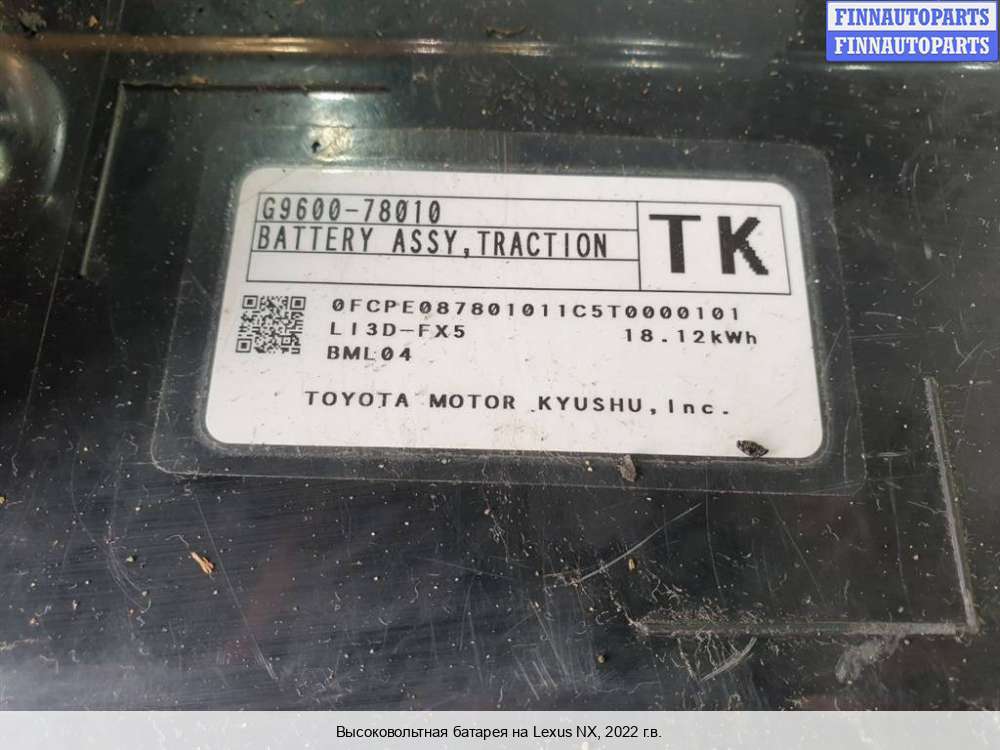 FINNAUTOPARTS
FINNAUTOPARTS
G9600-78010
BATTERY ASSY,TRACTION
TK
0FCPE087801011C5T0000101
LI3D-FX5 18.12kWh
BML04
TOYOTA MOTOR KYUSHU,Inc.
Высоковольтная батарея на Lexus NX, 2022 г.в.